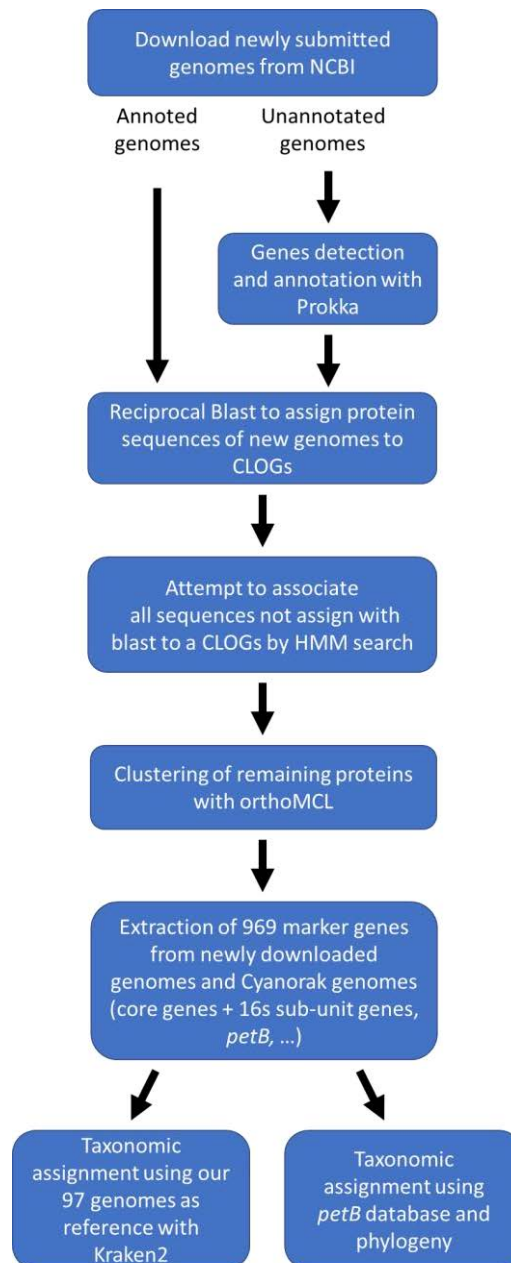 Download newly submitted
genomes from NCBI
Annoted
genomes
Unannotated
genomes
Genes detection
and annotation with
Prokka
Reciprocal Blast to assign protein
sequences of new genomes to
CLOGs
Attempt to associate
all sequences not assign with
blast to a CLOGs by HMM search
Clustering of remaining proteins
with orthoMCL
Extraction of 969 marker genes
from newly downloaded
genomes and Cyanorak genomes
(core genes + 16s sub-unit genes,
petB, ...)
Taxonomic
assignment using our
97 genomes as
reference with
Kraken2
Taxonomic
assignment using
petB database and
phylogeny